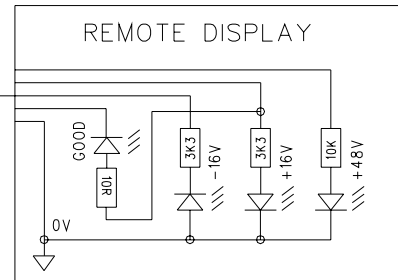 REMOTE DISPLAY
GOOD
10R
3K3
-16V
3K3
+16V
10K
+48V
0V